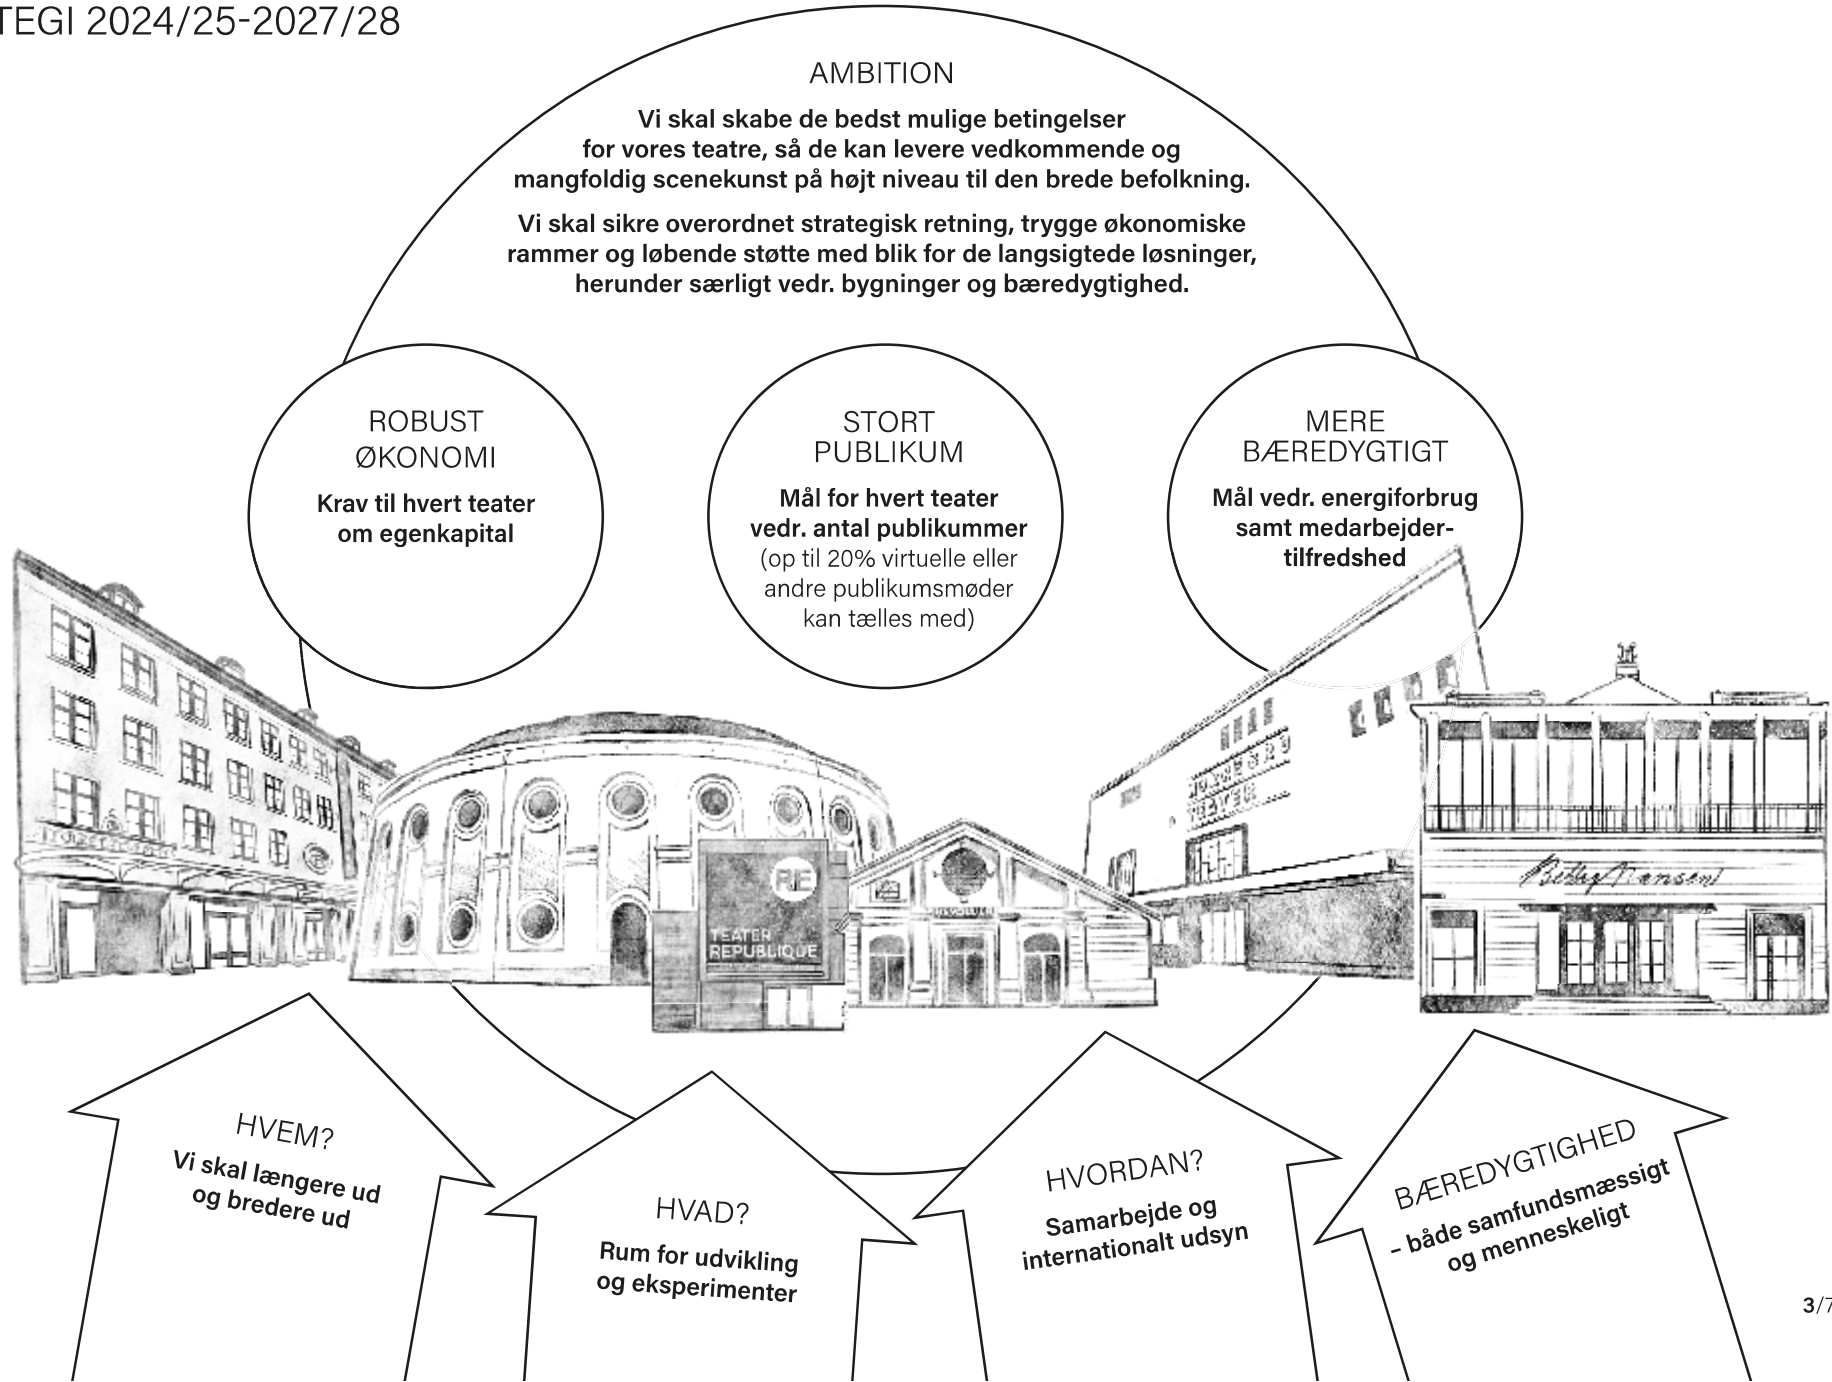 TEGI 2024/25-2027/28
AMBITION
Vi skal skabe de bedst mulige betingelser
for vores teatre, så de kan levere vedkommende og
mangfoldig scenekunst på højt niveau til den brede befolkning.
Vi skal sikre overordnet strategisk retning, trygge økonomiske
rammer og løbende støtte med blik for de langsigtede løsninger,
herunder særligt vedr. bygninger og bæredygtighed.
ROBUST
ØKONOMI
Krav til hvert teater
om egenkapital
STORT
PUBLIKUM
Mål for hvert teater
vedr. antal publikummer
(op til 20% virtuelle eller
andre publikumsmøder
kan tælles med)
MERE
BÆREDYGTIGT
Mål vedr. energiforbrug
samt medarbejder-
tilfredshed
NØRREBRO
TEATER
Betty Nansen
RE
TEATER
REPUBLIQUE
HVEM?
Vi skal længere ud
og bredere ud
HVAD?
Rum for udvikling
og eksperimenter
HVORDAN?
Samarbejde og
internationalt udsyn
BÆREDYGTIGHED
– både samfundsmæssigt
og menneskeligt
3/7